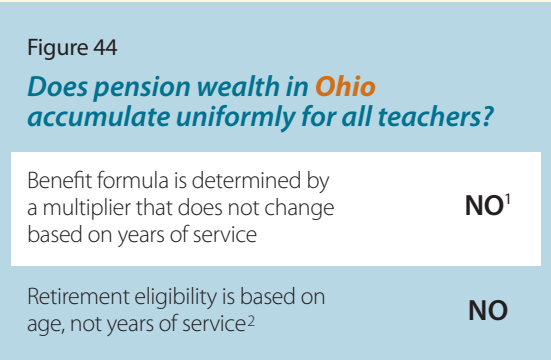 Figure 44
Does pension wealth in Ohio
accumulate uniformly for all teachers?
Benefit formula is determined by
a multiplier that does not change
based on years of service
NO¹
Retirement eligibility is based on
age, not years of service²
NO